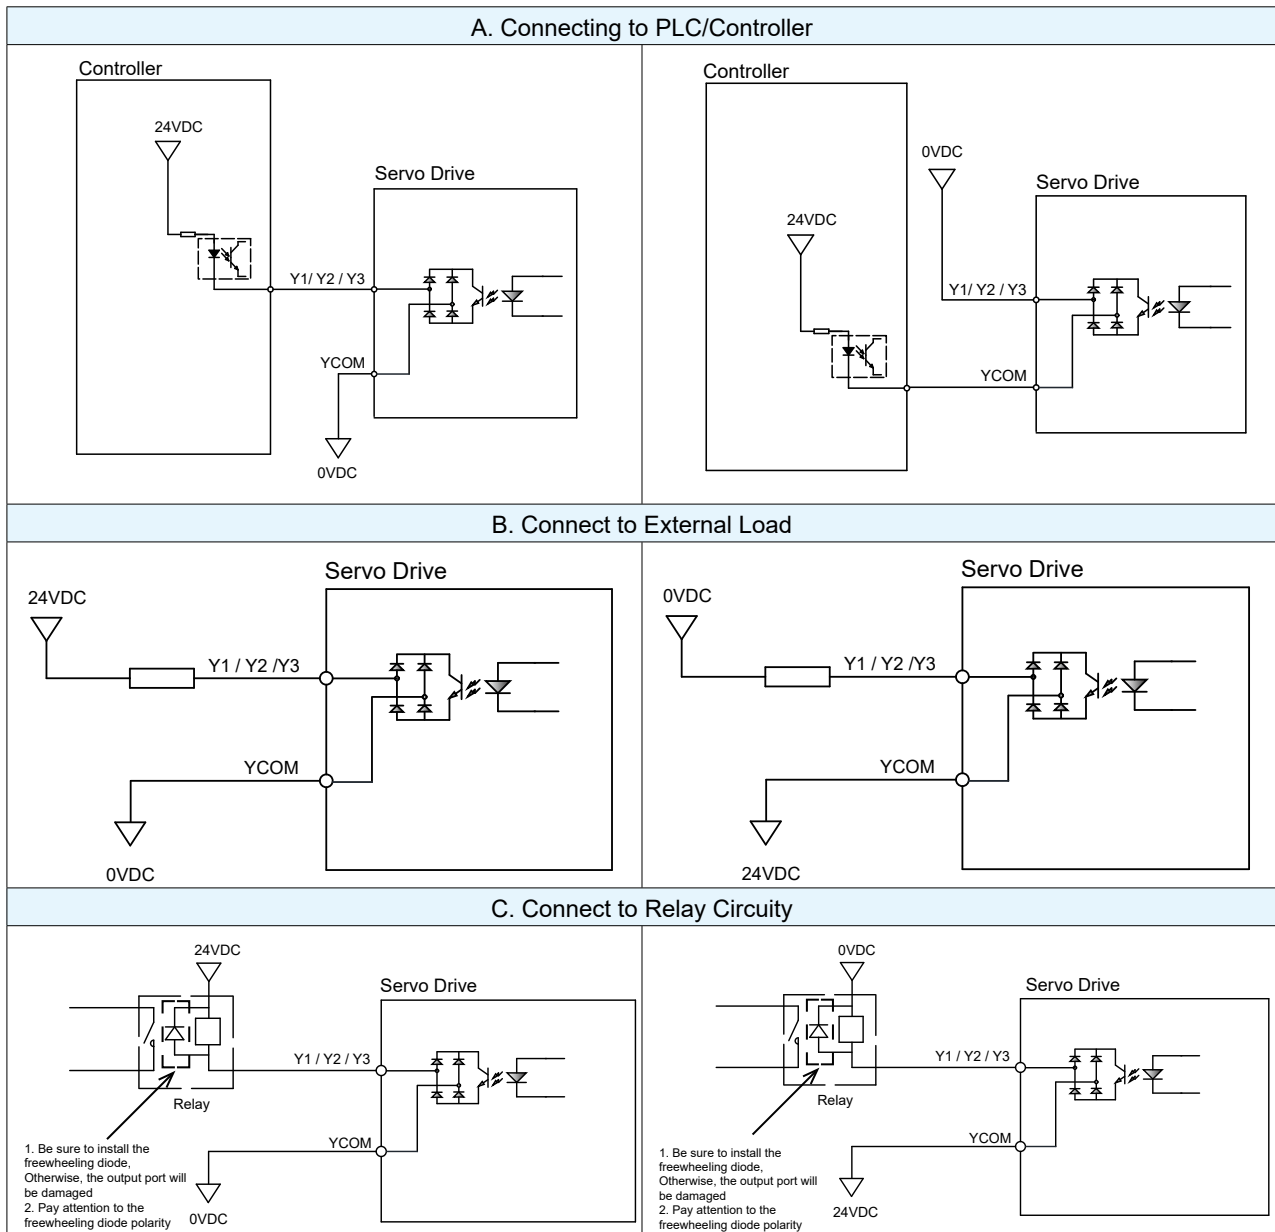 A. Connecting to PLC/Controller
Controller
24VDC
Servo Drive
Y1/ Y2 / Y3
YCOM
0VDC
Controller
0VDC
Servo Drive
24VDC
Y1/ Y2 / Y3
YCOM
B. Connect to External Load
Servo Drive
24VDC
Y1 / Y2 /Y3
YCOM
0VDC
Servo Drive
0VDC
Y1 / Y2 /Y3
YCOM
24VDC
C. Connect to Relay Circuity
24VDC
Servo Drive
Y1 / Y2 / Y3
Relay
YCOM
1. Be sure to install the
freewheeling diode,
Otherwise, the output port will
be damaged
2. Pay attention to the
freewheeling diode polarity
0VDC
0VDC
Servo Drive
Y1 / Y2 / Y3
Relay
YCOM
1. Be sure to install the
freewheeling diode,
Otherwise, the output port will
be damaged
2. Pay attention to the
freewheeling diode polarity
24VDC